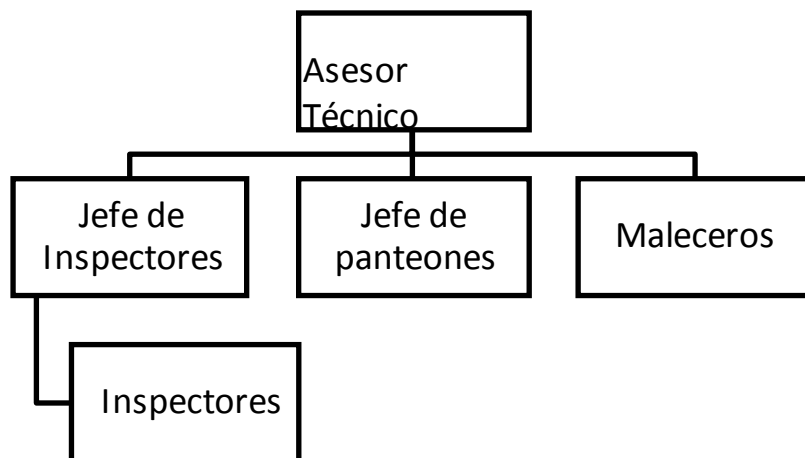 Asesor
Técnico
Jefe de
Inspectores
Jefe de
panteones
Maleceros
Inspectores